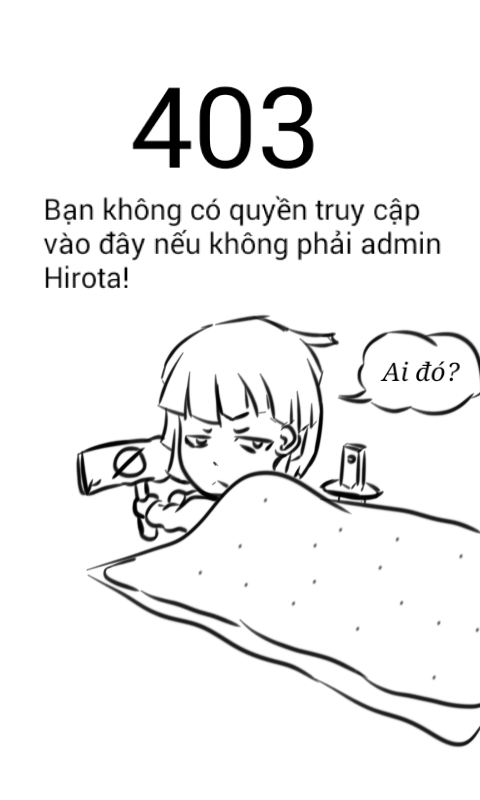 403
Bạn không có quyền truy cập
vào đây nếu không phải admin
Hirota!
Ai đó?